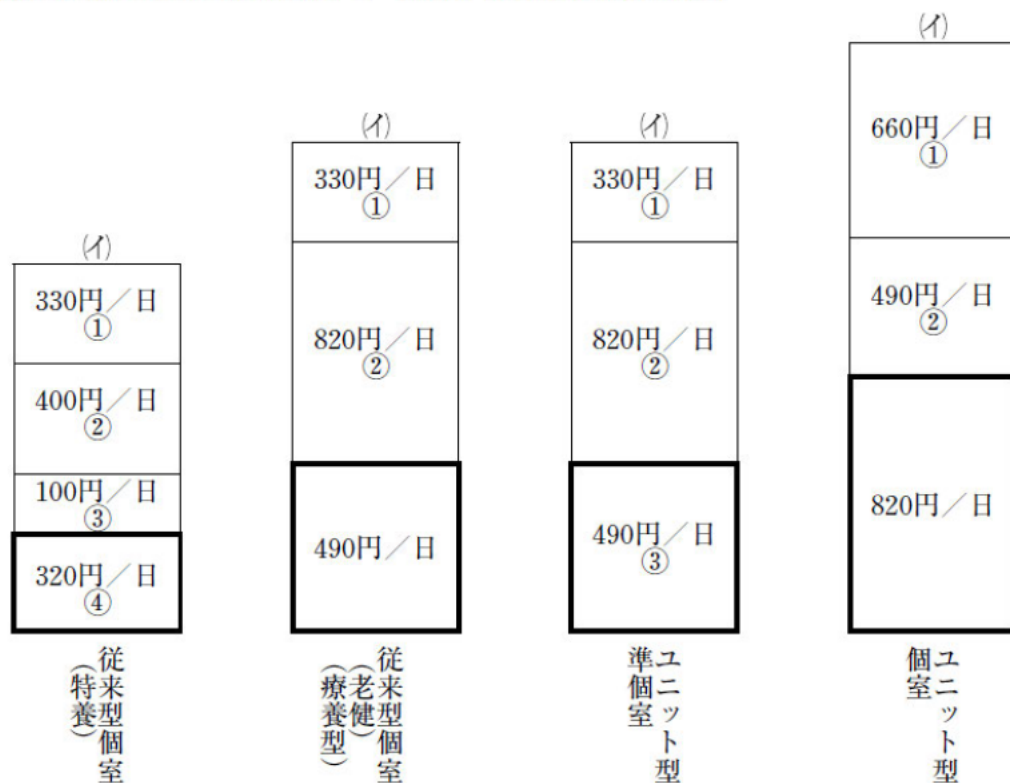 (イ)
330円／日
①
400円／日
②
100円／日
③
320円／日
④
従来型個室
(特養)
(イ)
330円／日
①
820円／日
②
490円／日
従来型個室
(老健)
(療養型)
(イ)
330円／日
①
820円／日
②
490円／日
③
ユニット型
準個室
(イ)
660円／日
①
490円／日
②
820円／日
ユニット型
個室